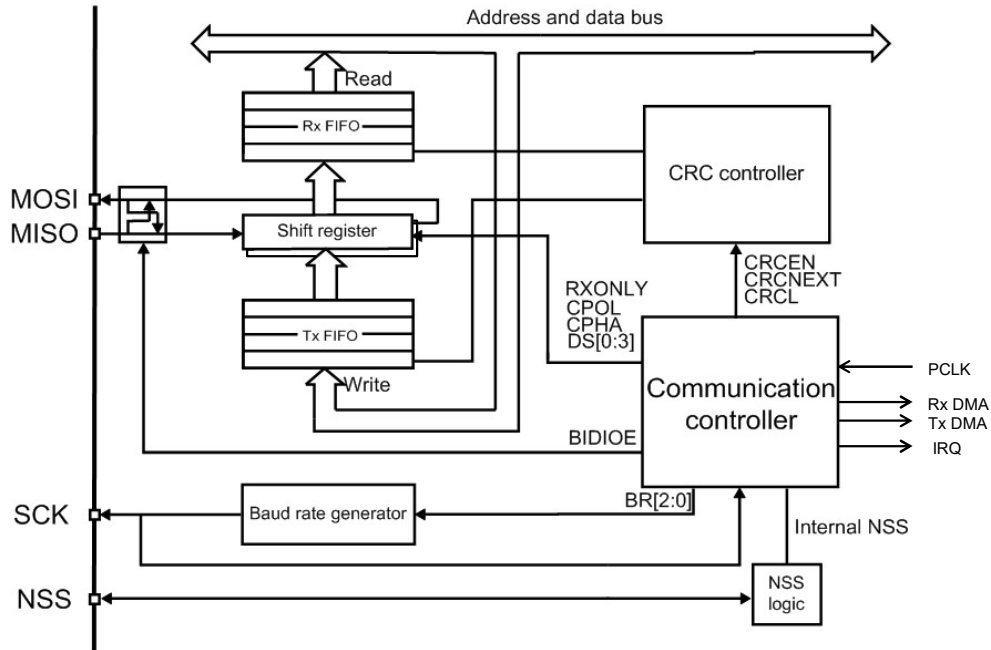 Address and data bus
Read
Rx FIFO
CRC controller
MOSI
MISO
Shift register
CRCEN
CRCNEXT
CRCL
RXONLY
CPOL
CPHA
DS[0:3]
Tx FIFO
Write
Communication
controller
PCLK
Rx DMA
Tx DMA
IRQ
BIDIOE
BR[2:0]
SCK
Baud rate generator
Internal NSS
NSS
NSS
logic